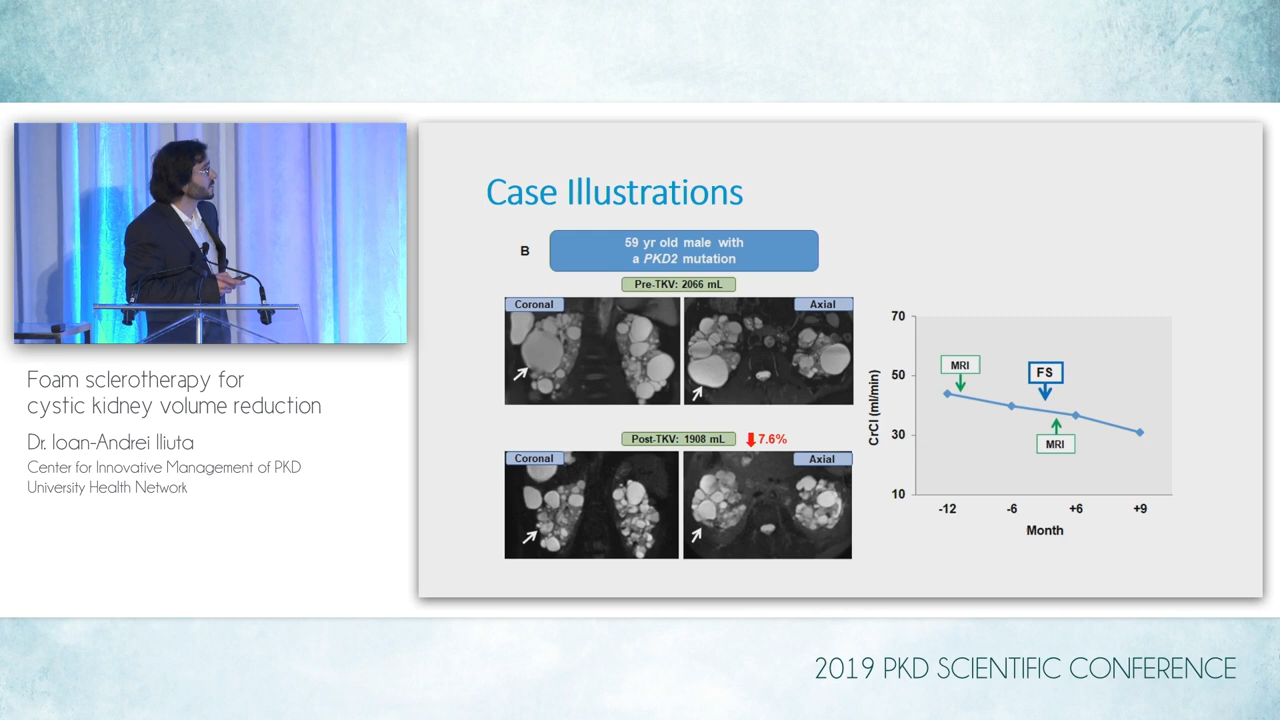 Foam sclerotherapy for
cystic kidney volume reduction
Dr. Ioan-Andrei Iliuta
Center for Innovative Management of PKD
University Health Network
Case Illustrations
B
59 yr old male with
a PKD2 mutation
Pre-TKV: 2066 mL
Coronal
Axial
Post-TKV: 1908 mL
7.6%
Coronal
Axial
70
50
30
10
CrCl (ml/min)
MRI
FS
MRI
-12
-6
+6
+9
Month
2019 PKD SCIENTIFIC CONFERENCE